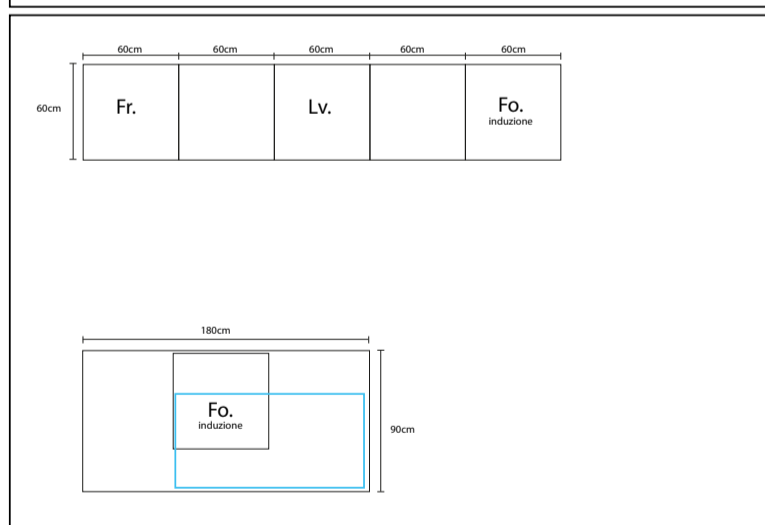 60cm 60cm 60cm 60cm 60cm
60cm
Fr.
Lv.
Fo.
induzione
180cm
Fo.
induzione
90cm